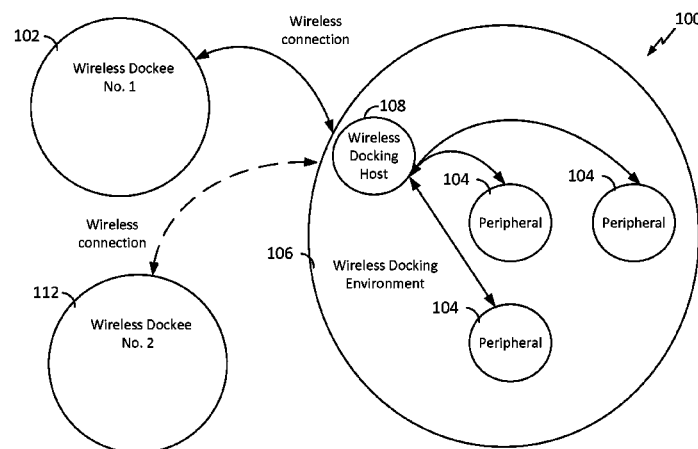 102
Wireless Dockee
No. 1
Wireless
connection
100
108
Wireless
Docking
Host
104
Peripheral
104
Peripheral
Wireless
connection
106
Wireless Docking
Environment
112
Wireless Dockee
No. 2
104
Peripheral